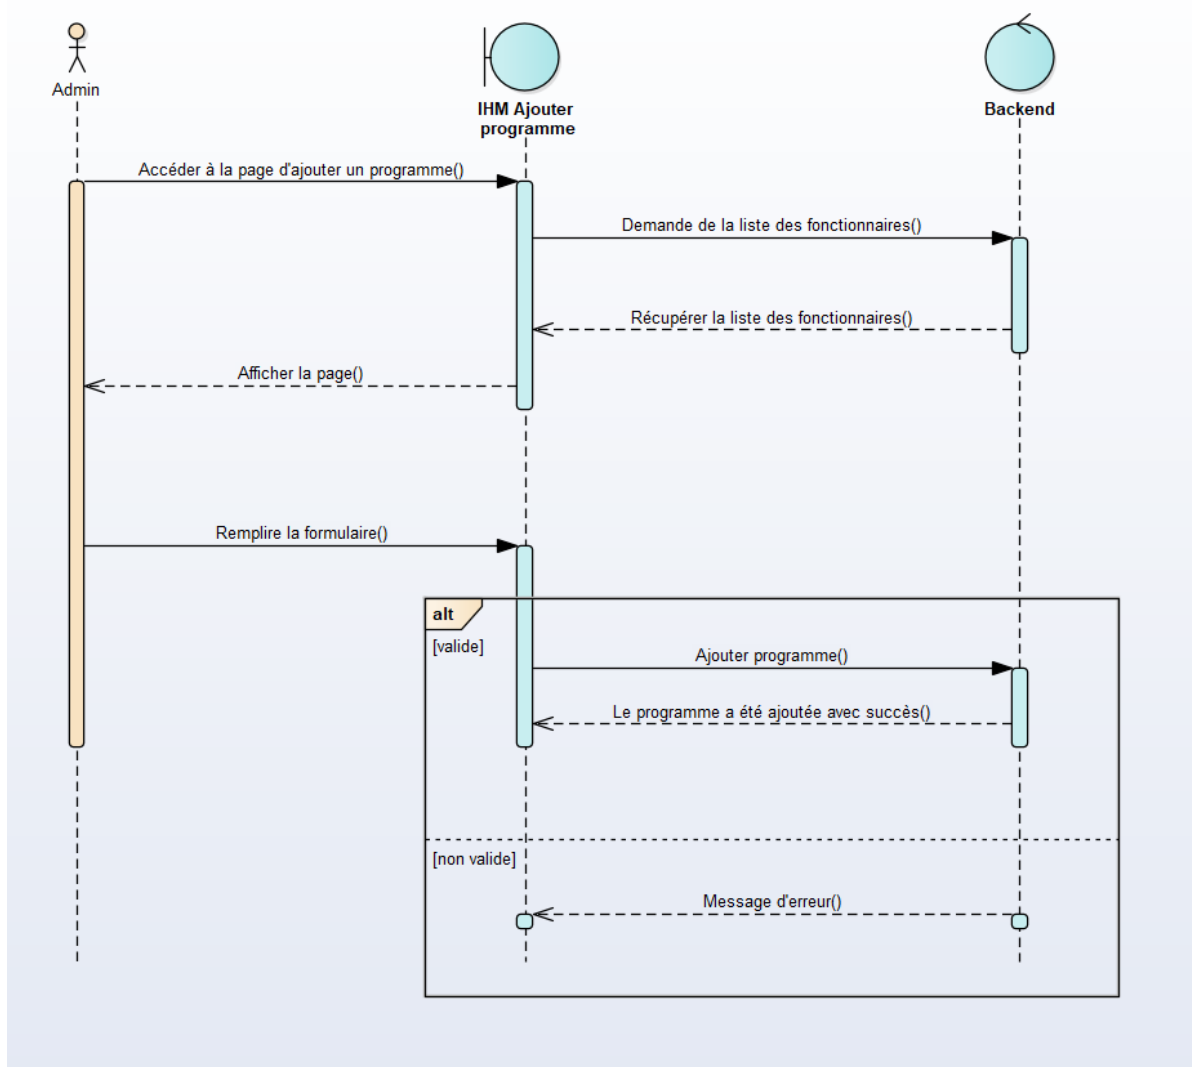 Admin
IHM Ajouter
programme
Backend
Accéder à la page d'ajouter un programme()
Demande de la liste des fonctionnaires()
Récupérer la liste des fonctionnaires()
Afficher la page()
Remplire la formulaire()
alt
[valide]
Ajouter programme()
Le programme a été ajoutée avec succès()
[non valide]
Message d'erreur()